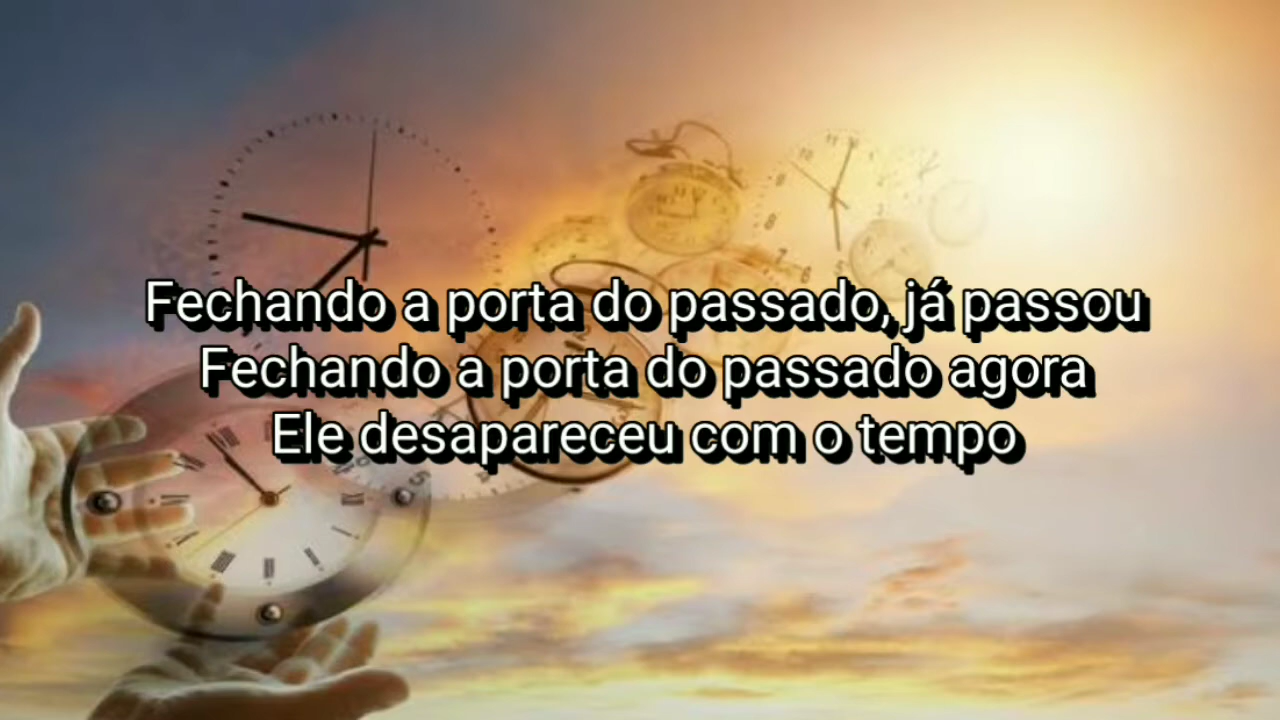 Fechando a porta do passado, já passou
Fechando a porta do passado agora
Ele desapareceu com o tempo